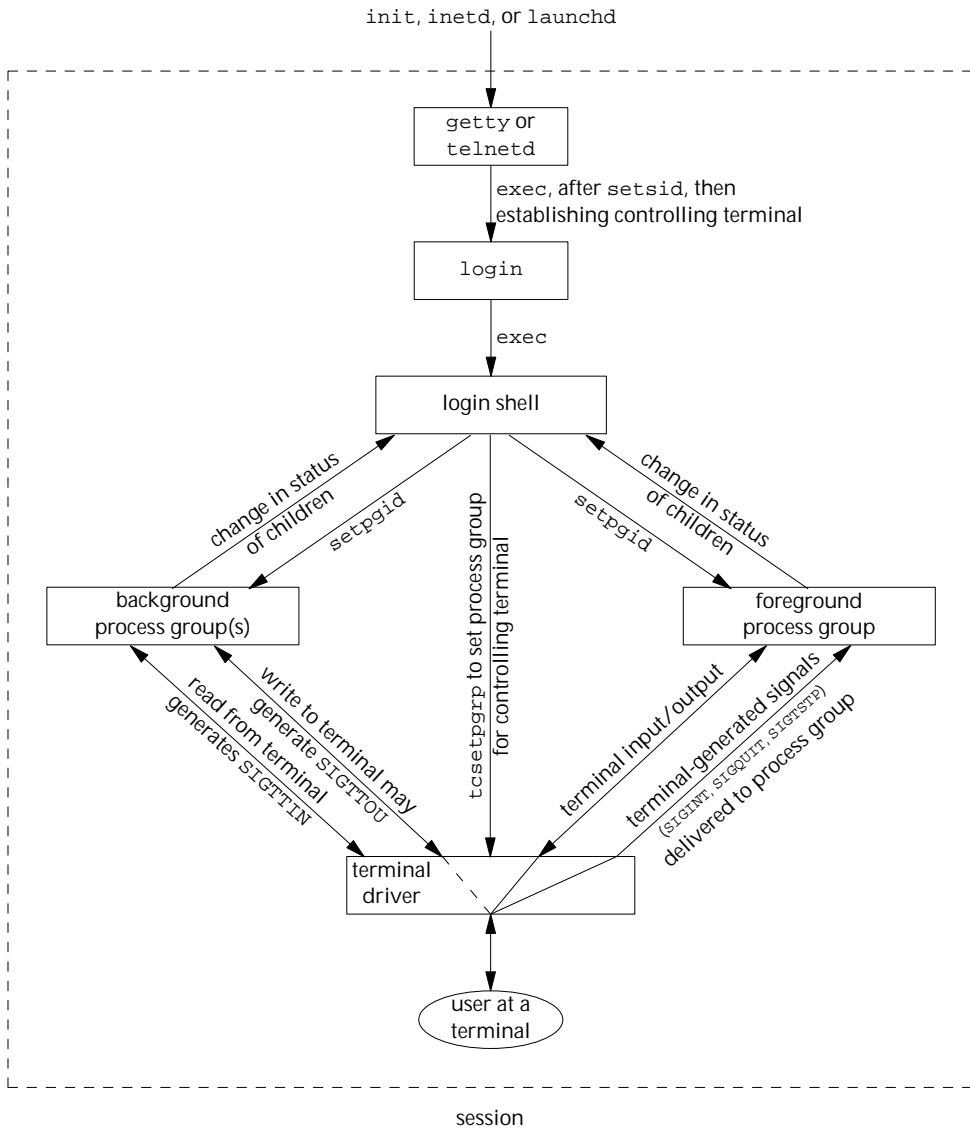 init, inetd, or launchd
getty or
telnetd
exec, after setsid, then
establishing controlling terminal
login
exec
login shell
change in status
of children
setpgid
tcsetpgrp to set process group
for controlling terminal
setpgid
change in status
of children
background
process group(s)
foreground
process group
read from terminal
generates SIGTTIN
write to terminal may
generate SIGTTOU
terminal input/output
terminal-generated signals
(SIGINT, SIGQUIT, SIGTSTP)
delivered to process group
terminal
driver
user at a
terminal
session